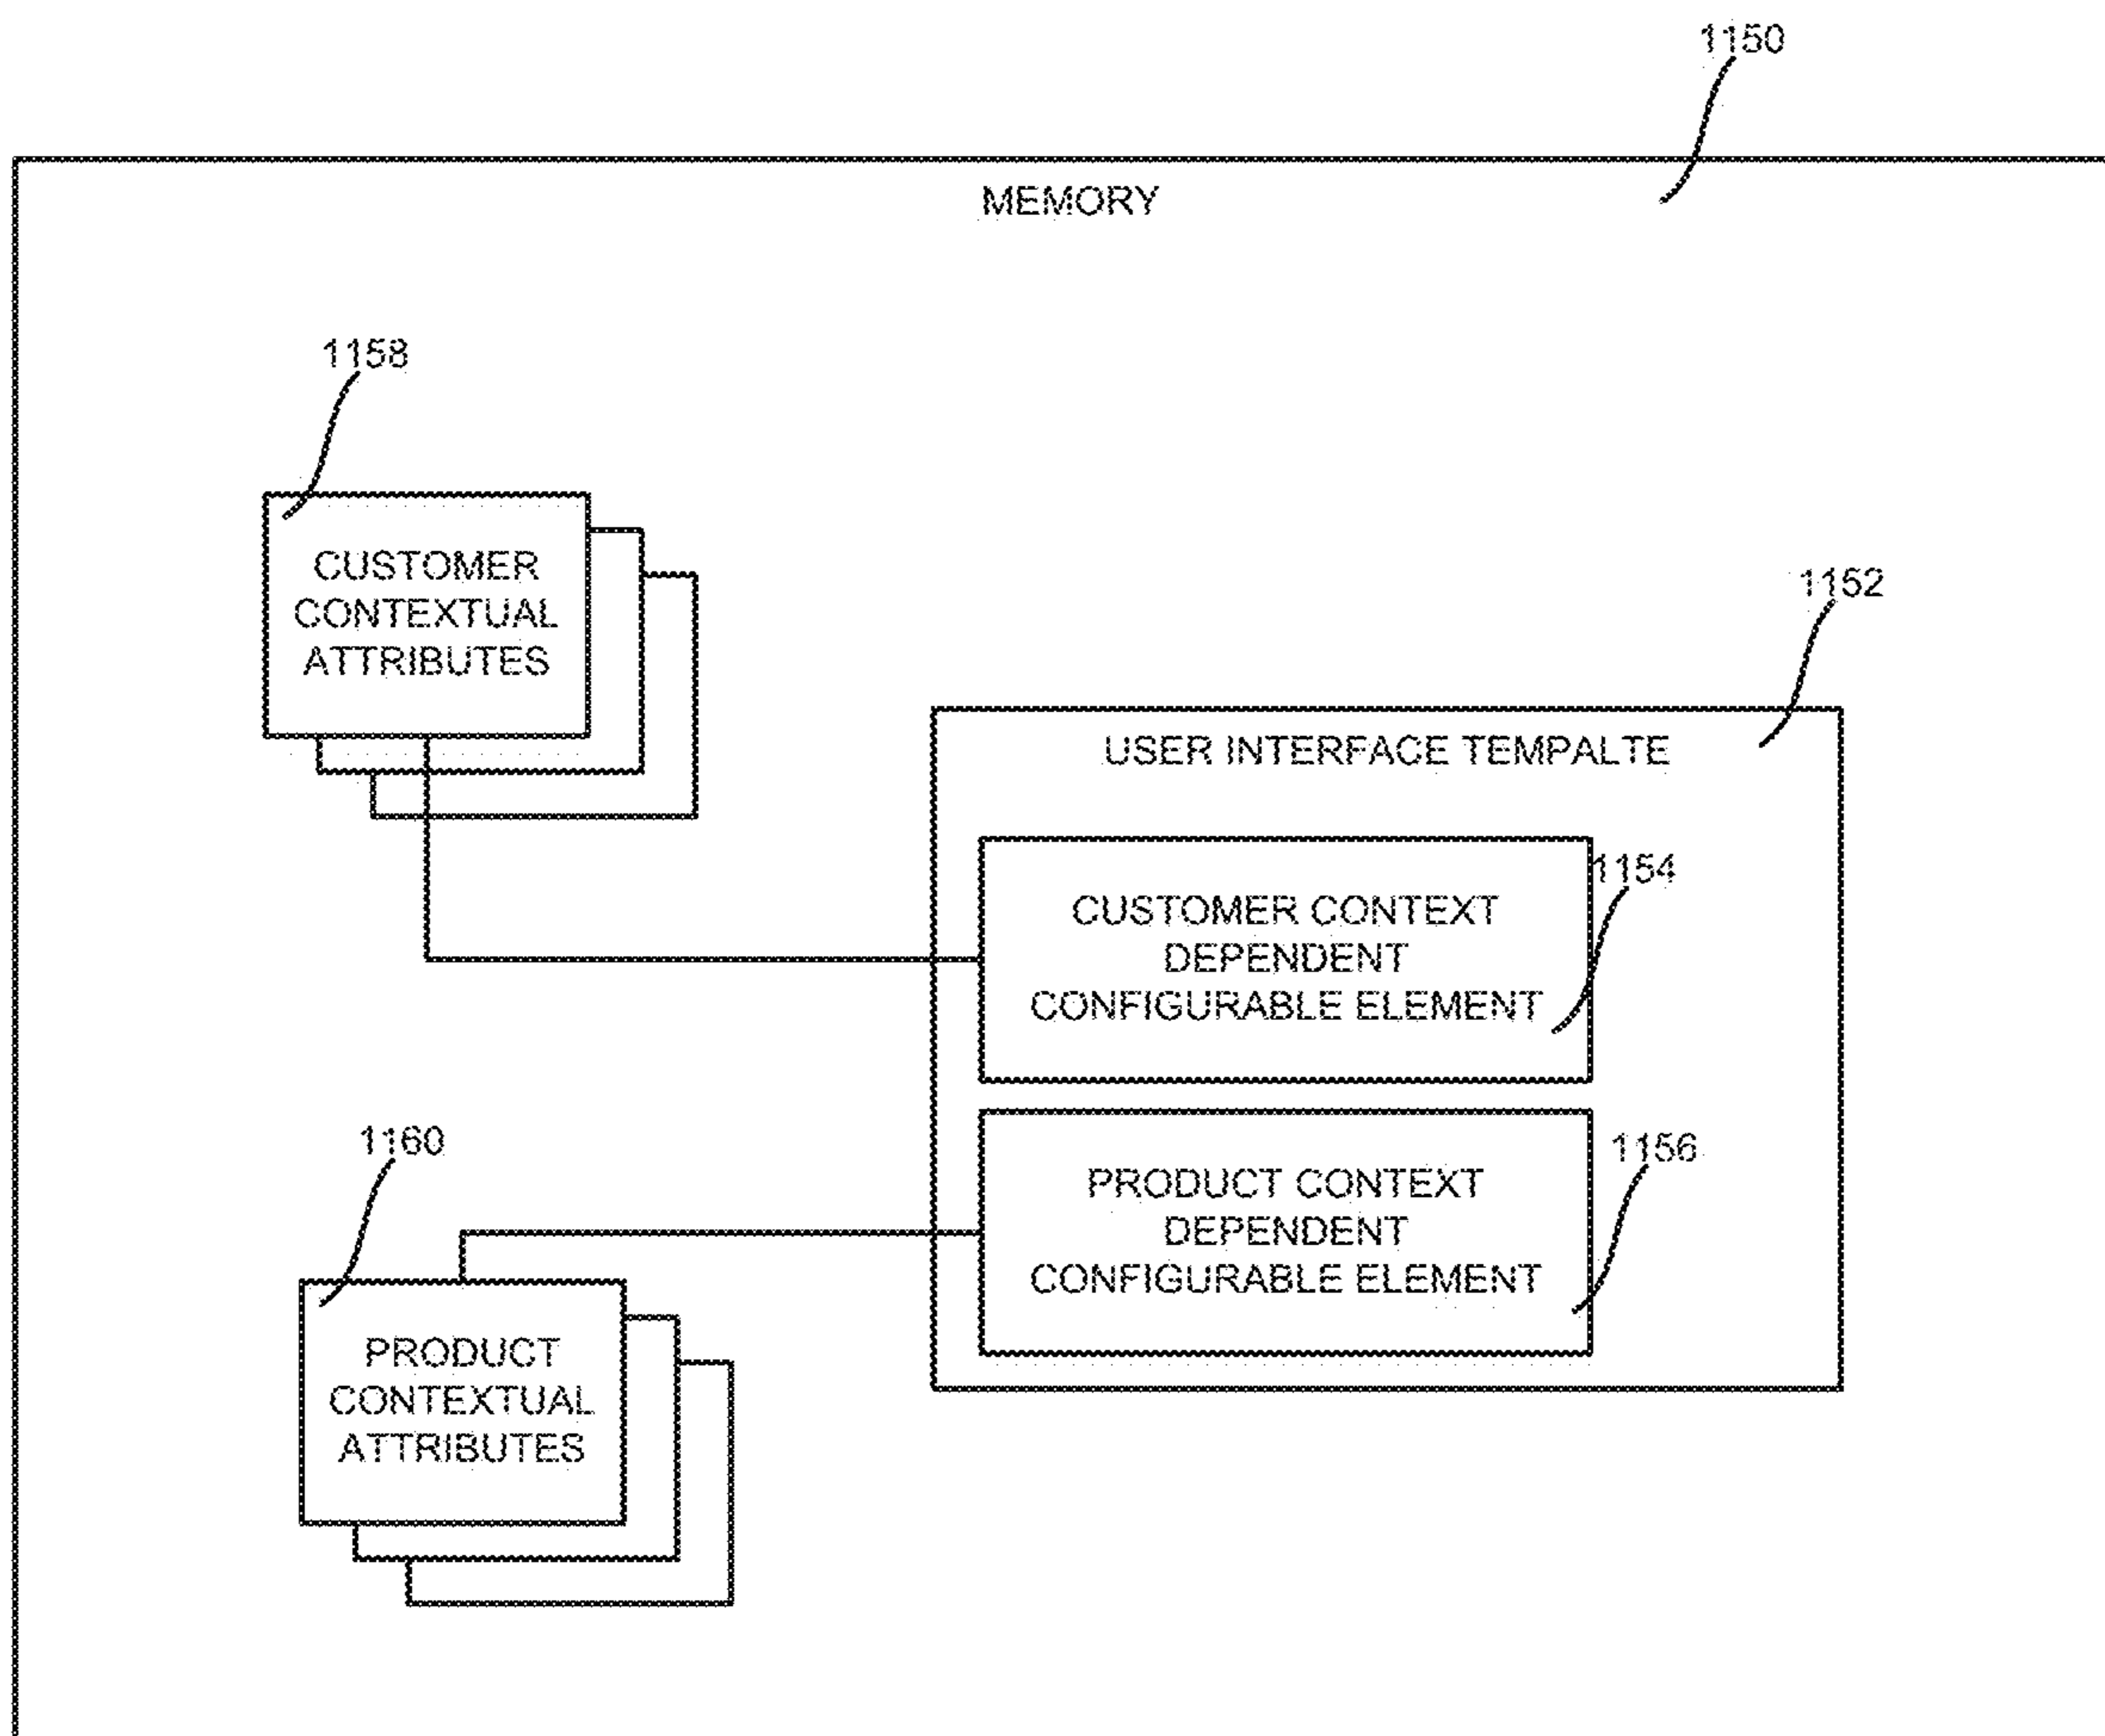 1150
MEMORY
1158
CUSTOMER
CONTEXTUAL
ATTRIBUTES
1152
USER INTERFACE TEMPALTE
1154
CUSTOMER CONTEXT
DEPENDENT
CONFIGURABLE ELEMENT
1160
1156
PRODUCT CONTEXT
DEPENDENT
CONFIGURABLE ELEMENT
PRODUCT
CONTEXTUAL
ATTRIBUTES